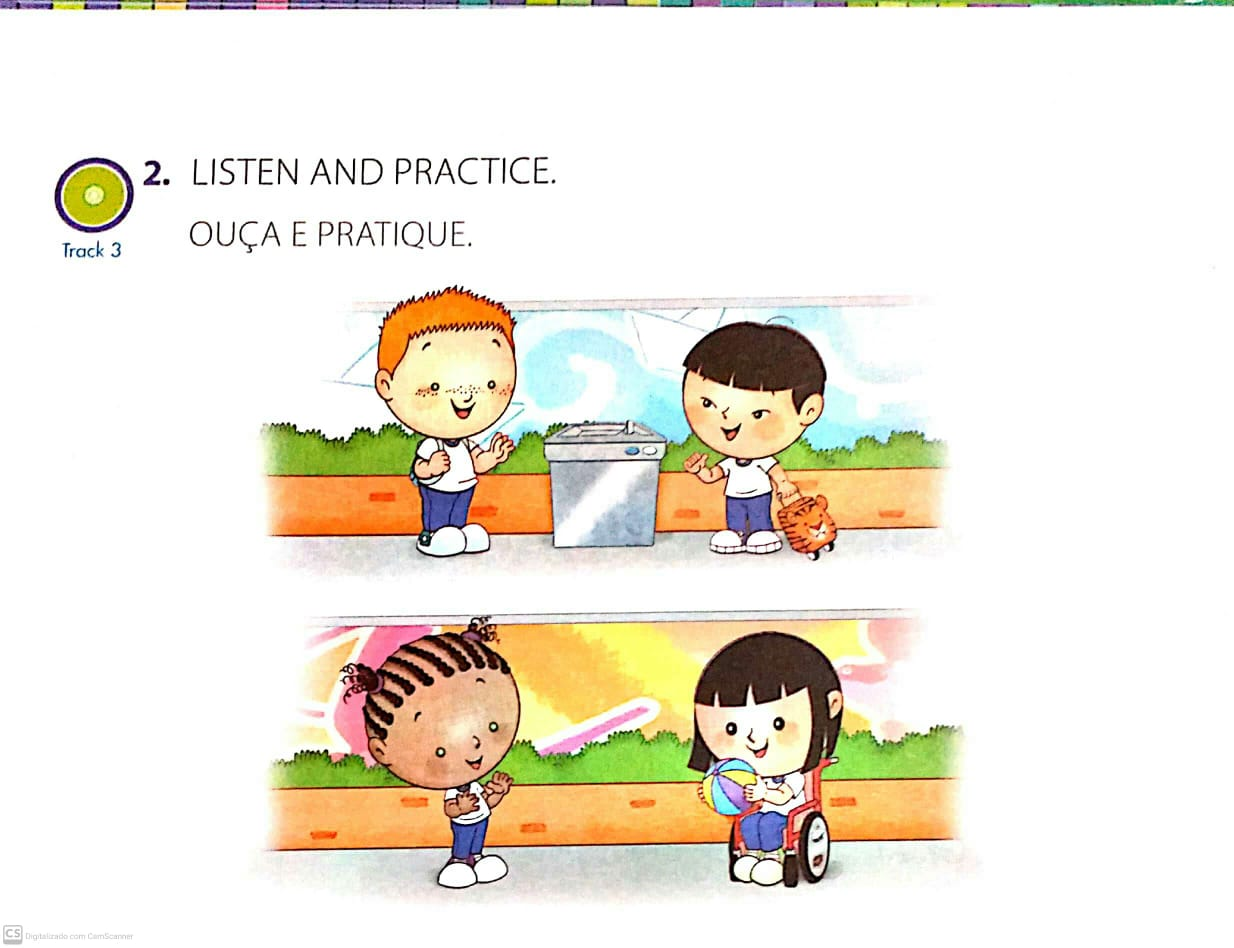 2. LISTEN AND PRACTICE.
OUÇA E PRATIQUE.
Track 3
CS Digitalizado com CamScanner